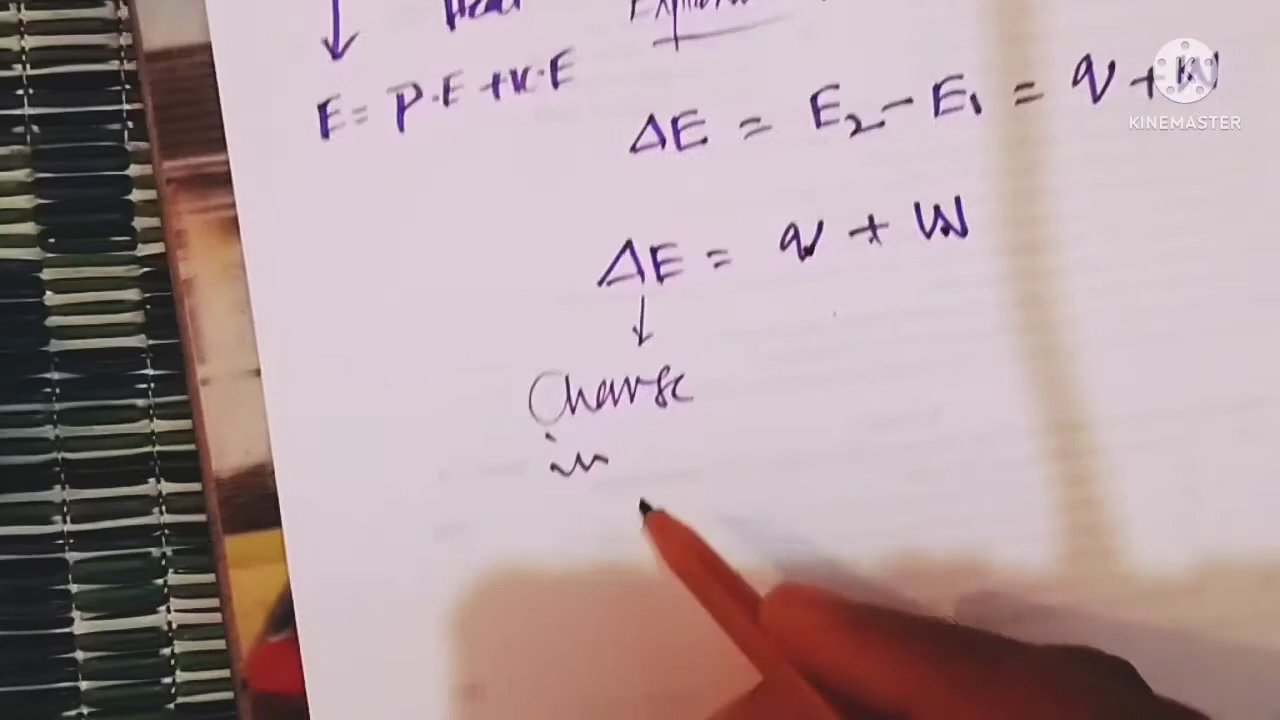 E = P.E + K.E
ΔE = E₂ - E₁ = q + W
KINEMASTER
ΔE = q + W
Change
in